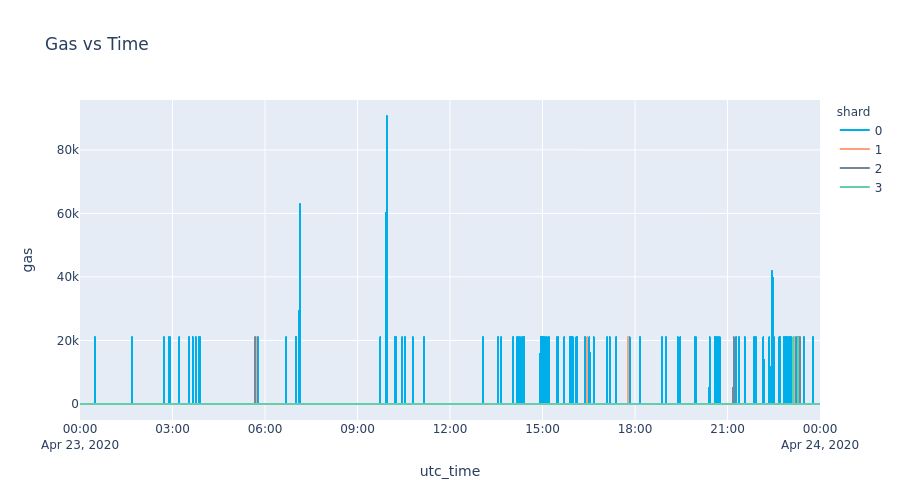 Gas vs Time
shard
0
1
2
3
80k
60k
40k
20k
0
gas
00:00 03:00 06:00 09:00 12:00 15:00 18:00 21:00 00:00
Apr 23, 2020 Apr 24, 2020
utc_time